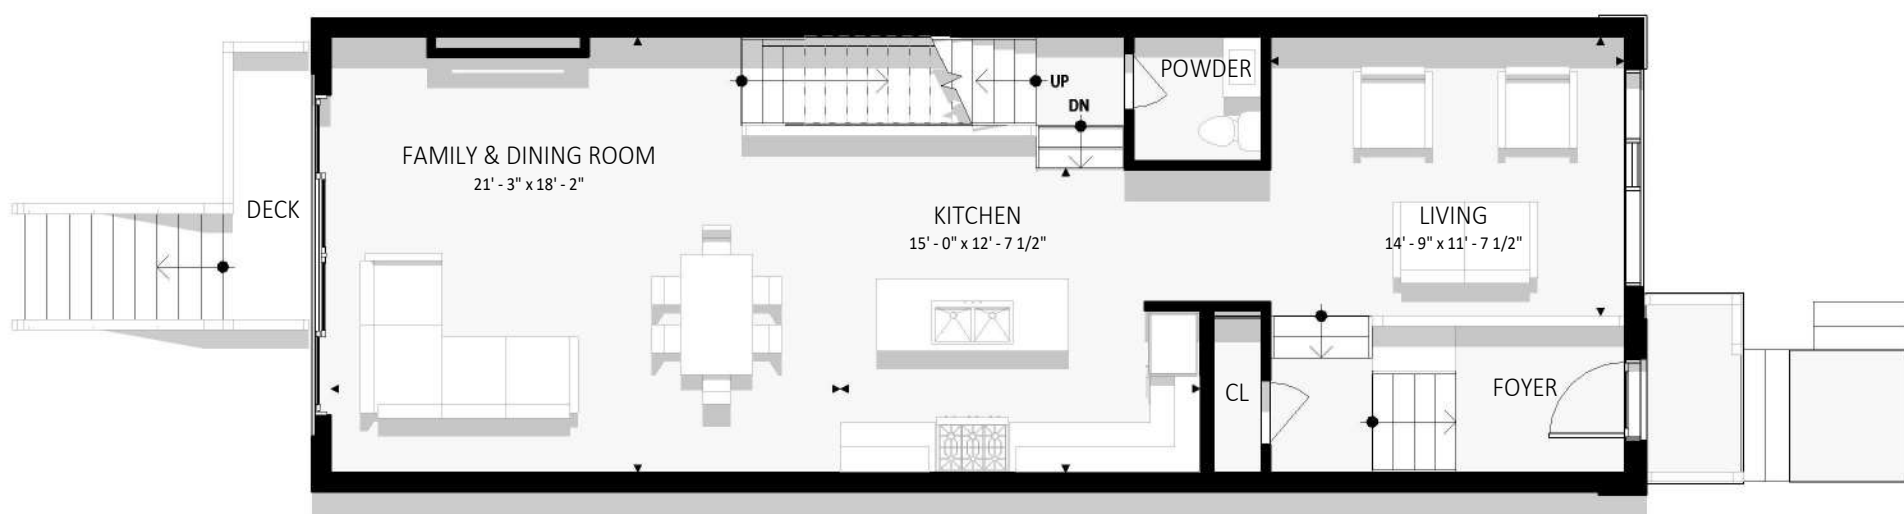 POWDER
UP
DN
FAMILY & DINING ROOM
21' - 3" x 18' - 2"
DECK
KITCHEN
15' - 0" x 12' - 7 1/2"
LIVING
14' - 9" x 11' - 7 1/2"
CL
FOYER